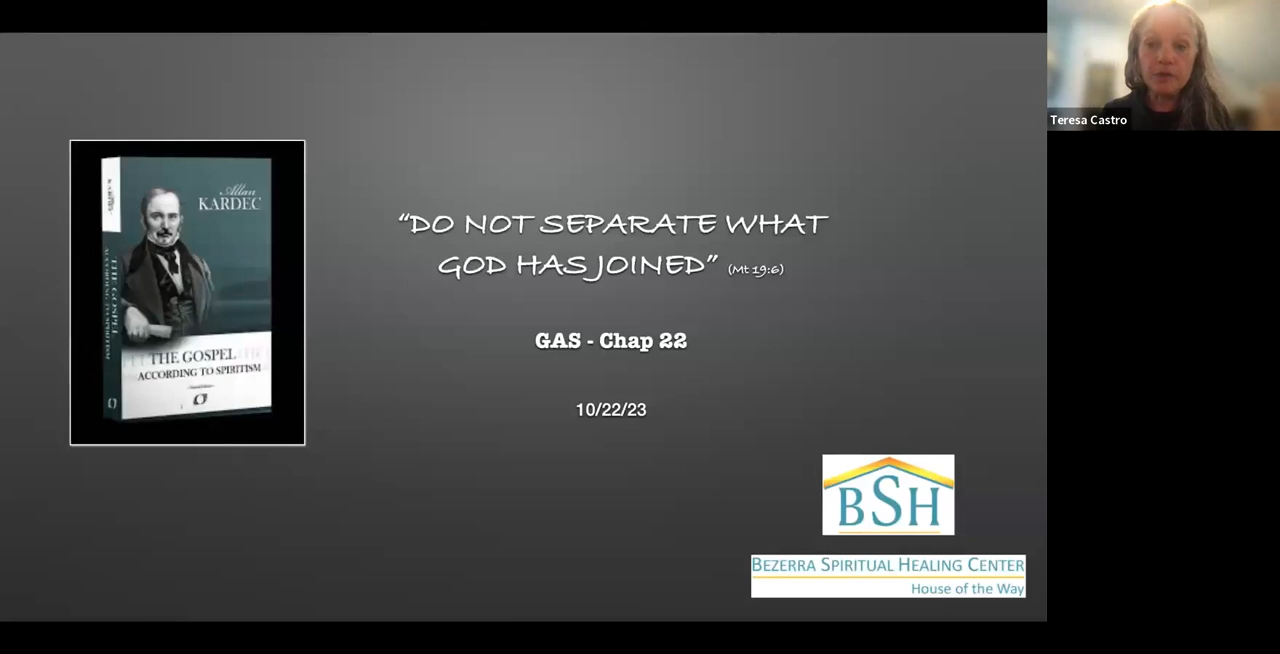 Allan
KARDEC
THE GOSPEL
ACCORDING TO SPIRITISM
“DO NOT SEPARATE WHAT
GOD HAS JOINED” (Mt 19:6)
GAS - Chap 22
10/22/23
BSH
BEZERRA SPIRITUAL HEALING CENTER
House of the Way
Teresa Castro